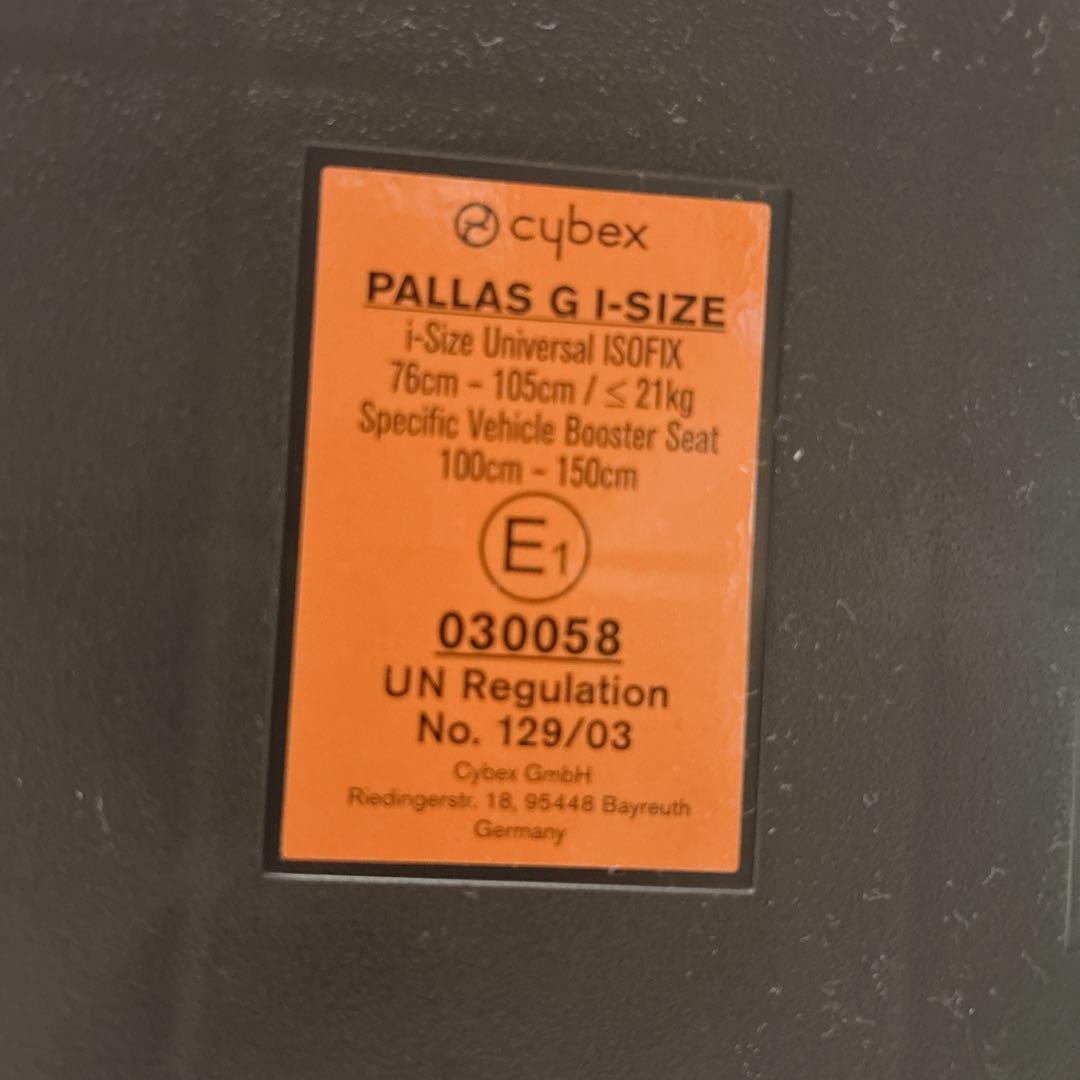 cybex
PALLAS G I-SIZE
i-Size Universal ISOFIX
76cm - 105cm / ≤ 21kg
Specific Vehicle Booster Seat
100cm - 150cm
E1
030058
UN Regulation
No. 129/03
Cybex GmbH
Riedingerstr. 18, 95448 Bayreuth
Germany